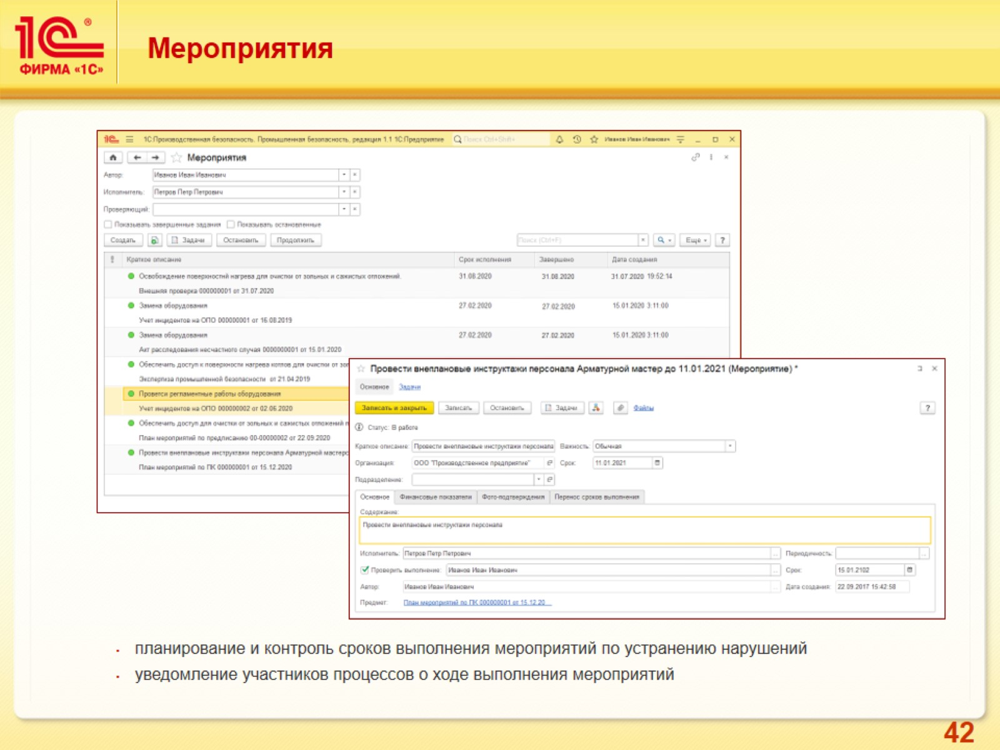 1С®
ФИРМА «1С»
Мероприятия
1С:Производственная безопасность. Промышленная безопасность, редакция 1.1 1С:Предприятие
Поиск Ctrl+Shift+
Иванов Иван Иванович
Мероприятия
Автор: Иванов Иван Иванович
Исполнитель: Петров Петр Петрович
Проверяющий:
Показывать завершенные задания Показывать остановленные
Создать Задачи Остановить Продолжить Поиск (Ctrl+F) Еще ?
Краткое описание Срок исполнения Завершено Дата создания
Освобождение поверхностий нагрева для очистки от зольных и сажистых отложений. 31.08.2020 31.08.2020 31.07.2020 19:52:14
Внешняя проверка 000000001 от 31.07.2020
Замена оборудования 27.02.2020 27.02.2020 15.01.2020 3:11:00
Учет инцидентов на ОПО 000000001 от 16.08.2019
Замена оборудования 27.02.2020 27.02.2020 15.01.2020 3:11:00
Акт расследования несчастного случая 0000000001 от 15.01.2020
Обеспечить доступ к поверхности нагрева котлов для очистки от зол
Экспертиза промышленной безопасности от 21.04.2019
Провести регламентные работы оборудования
Учет инцидентов на ОПО 000000002 от 02.06.2020
Обеспечить доступ для очистки от зольных и сажистых отложений п
План мероприятий по предписанию 00-00000002 от 22.09.2020
Провести внеплановые инструктажи персонала Арматурной мастерс
План мероприятий по ПК 000000001 от 15.12.2020
Провести внеплановые инструктажи персонала Арматурной мастер до 11.01.2021 (Мероприятие) *
Основное Задачи
Записать и закрыть Записать Остановить Задачи Файлы ?
Статус: В работе
Краткое описание: Провести внеплановые инструктажи персонала Важность: Обычная
Организация: ООО "Производственное предприятие" Срок: 11.01.2021
Подразделение:
Основное Финансовые показатели Фото-подтверждения Перенос сроков выполнения
Содержание:
Провести внеплановые инструктажи персонала
Исполнитель: Петров Петр Петрович Периодичность:
Проверить выполнение: Иванов Иван Иванович Срок: 15.01.2102
Автор: Иванов Иван Иванович Дата создания: 22.09.2017 15:42:58
Предмет: План мероприятий по ПК 000000001 от 15.12.20...
планирование и контроль сроков выполнения мероприятий по устранению нарушений
уведомление участников процессов о ходе выполнения мероприятий
42